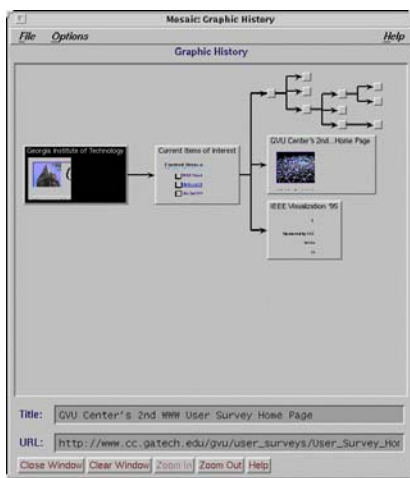 Mosaic: Graphic History
File Options Help
Graphic History
Georgia Institute of Technology
Current Items of Interest
GVU Center's 2nd... Home Page
IEEE Visualization '95
Title: GVU Center's 2nd WWW User Survey Home Page
URL: http://www.cc.gatech.edu/gvu/user_surveys/User_Survey_Hom
Close Window Clear Window Zoom In Zoom Out Help